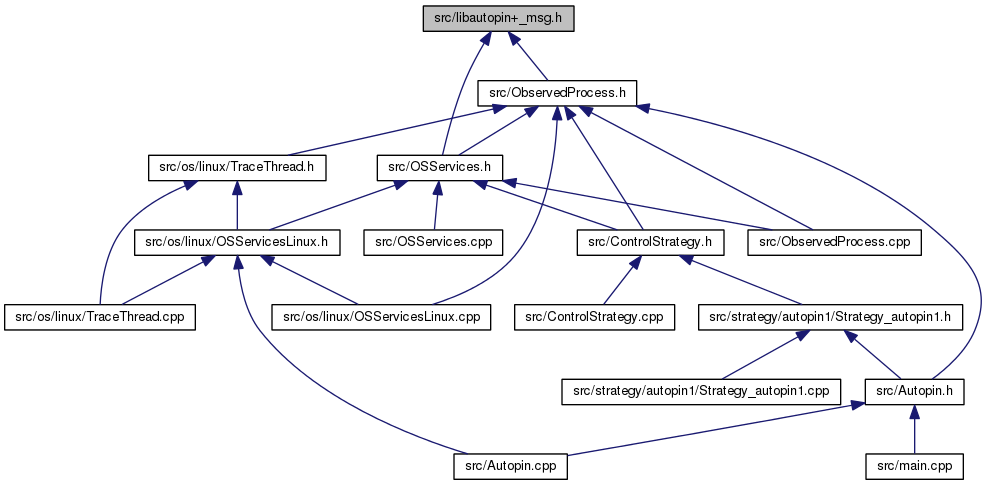 src/libautopin+_msg.h
src/ObservedProcess.h
src/os/linux/TraceThread.h
src/OSServices.h
src/os/linux/OSServicesLinux.h
src/OSServices.cpp
src/ControlStrategy.h
src/ObservedProcess.cpp
src/os/linux/TraceThread.cpp
src/os/linux/OSServicesLinux.cpp
src/ControlStrategy.cpp
src/strategy/autopin1/Strategy_autopin1.h
src/strategy/autopin1/Strategy_autopin1.cpp
src/Autopin.h
src/Autopin.cpp
src/main.cpp